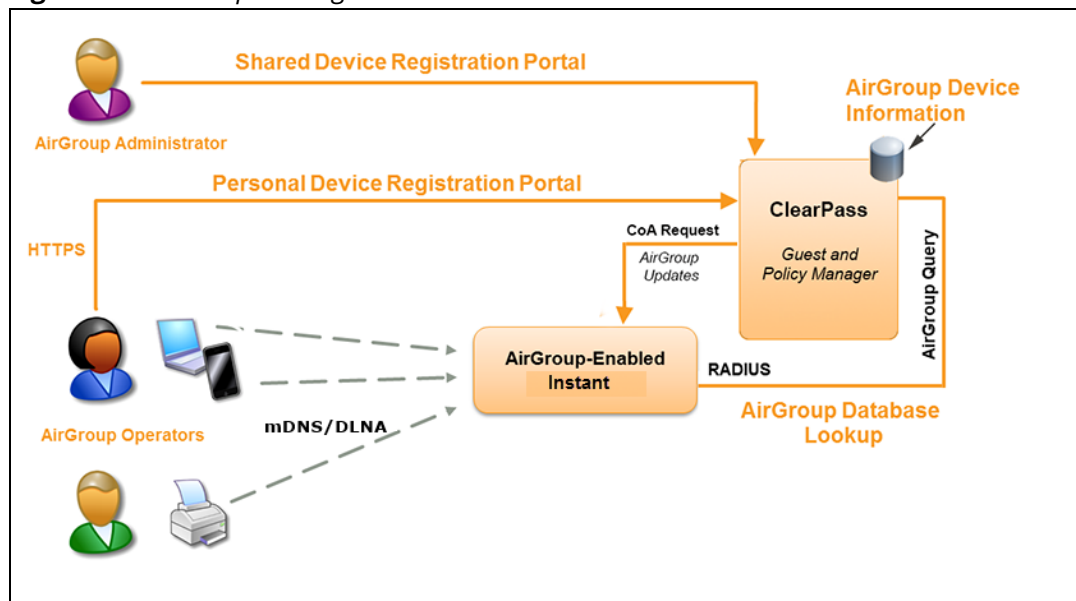 Shared Device Registration Portal
AirGroup Device
Information
AirGroup Administrator
Personal Device Registration Portal
ClearPass
Guest and
Policy Manager
HTTPS
CoA Request
AirGroup
Updates
AirGroup Query
AirGroup-Enabled
Instant
RADIUS
AirGroup Database
Lookup
mDNS/DLNA
AirGroup Operators